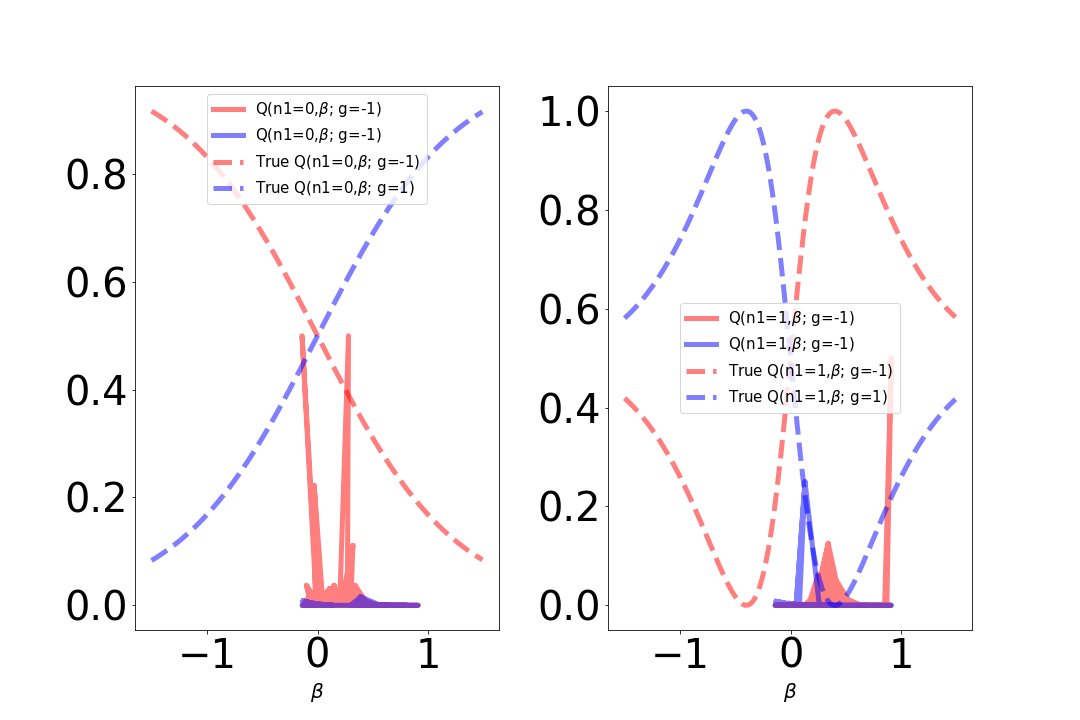 Q(n1=0,β; g=-1)
Q(n1=0,β; g=-1)
True Q(n1=0,β; g=-1)
True Q(n1=0,β; g=1)
0.8
0.6
0.4
0.2
0.0
−1 0 1
β
1.0
0.8
0.6
0.4
0.2
0.0
Q(n1=1,β; g=-1)
Q(n1=1,β; g=-1)
True Q(n1=1,β; g=-1)
True Q(n1=1,β; g=1)
−1 0 1
β